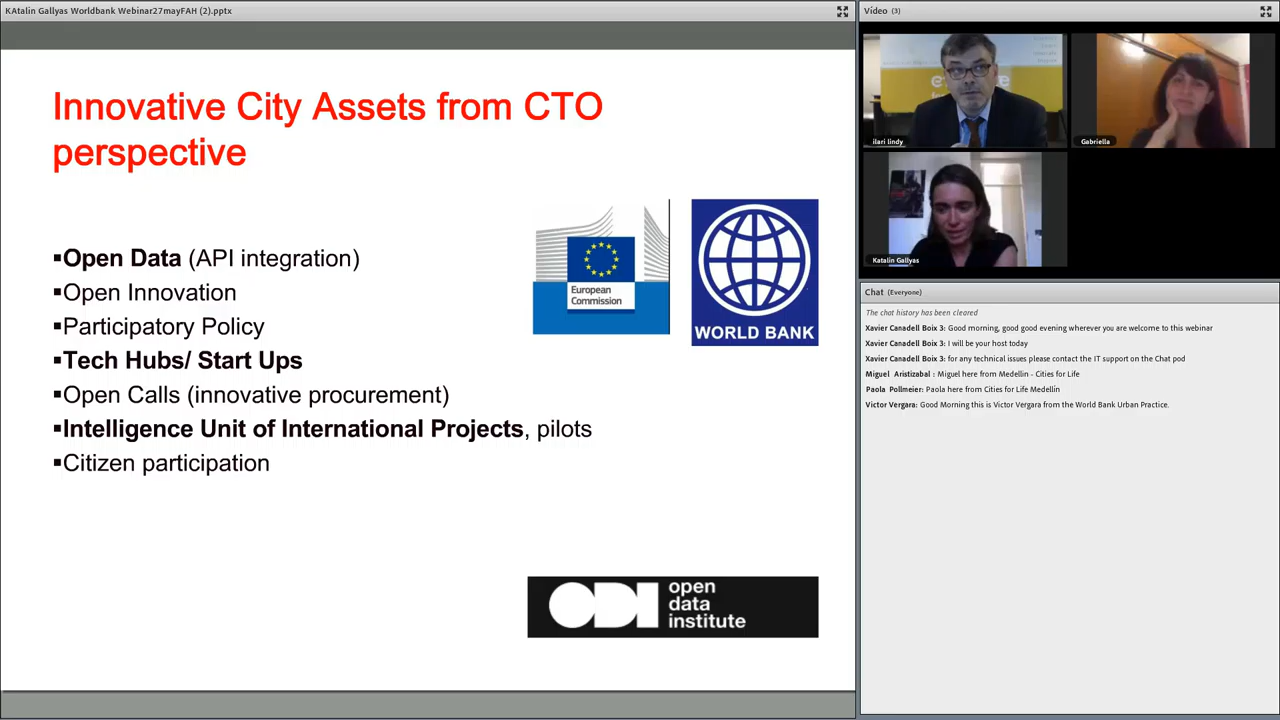 KAtalin Gallyas Worldbank Webinar27mayFAH (2).pptx
Innovative City Assets from CTO
perspective
▪Open Data (API integration)
▪Open Innovation
▪Participatory Policy
▪Tech Hubs/ Start Ups
▪Open Calls (innovative procurement)
▪Intelligence Unit of International Projects, pilots
▪Citizen participation
European
Commission
WORLD BANK
ODI open
data
institute
Vídeo (3)
ilari lindy
Gabriella
Katalin Gallyas
Chat (Everyone)
The chat history has been cleared
Xavier Canadell Boix 3: Good morning, good good evening wherever you are welcome to this webinar
Xavier Canadell Boix 3: I will be your host today
Xavier Canadell Boix 3: for any technical issues please contact the IT support on the Chat pod
Miguel Aristizabal : Miguel here from Medellin - Cities for Life
Paola Pollmeier: Paola here from Cities for Life Medellín
Victor Vergara: Good Morning this is Victor Vergara from the World Bank Urban Practice.